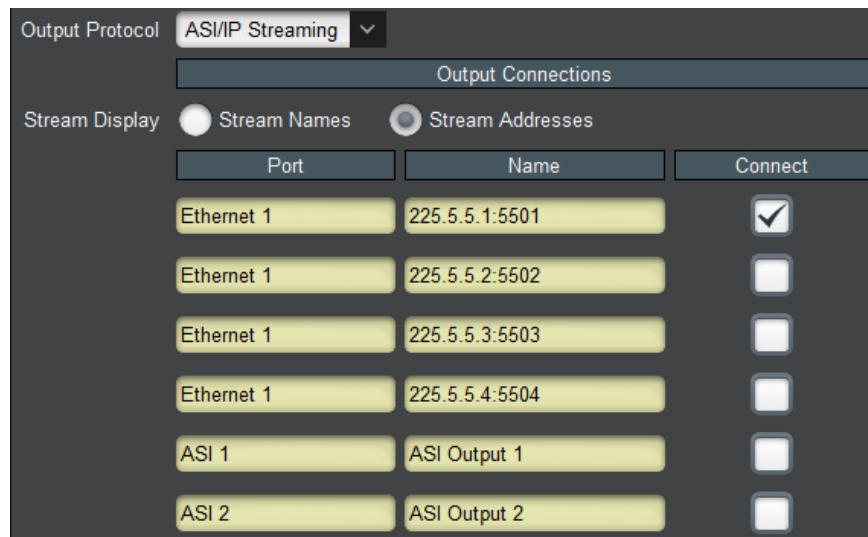 Output Protocol ASI/IP Streaming
Output Connections
Stream Display Stream Names Stream Addresses
Port Name Connect
Ethernet 1 225.5.5.1:5501
Ethernet 1 225.5.5.2:5502
Ethernet 1 225.5.5.3:5503
Ethernet 1 225.5.5.4:5504
ASI 1 ASI Output 1
ASI 2 ASI Output 2